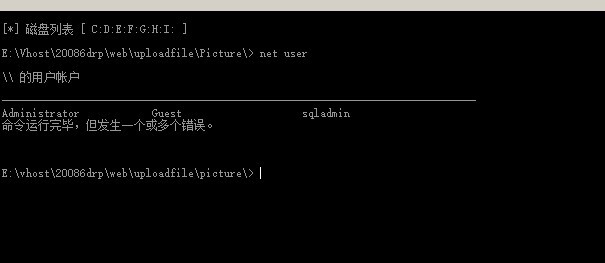 [*] 磁盘列表 [ C:D:E:F:G:H:I: ]
E:\Vhost\20086drp\web\uploadfile\Picture\> net user
\\ 的用户帐户
Administrator Guest sqladmin
命令运行完毕，但发生一个或多个错误。
E:\vhost\20086drp\web\uploadfile\picture\>